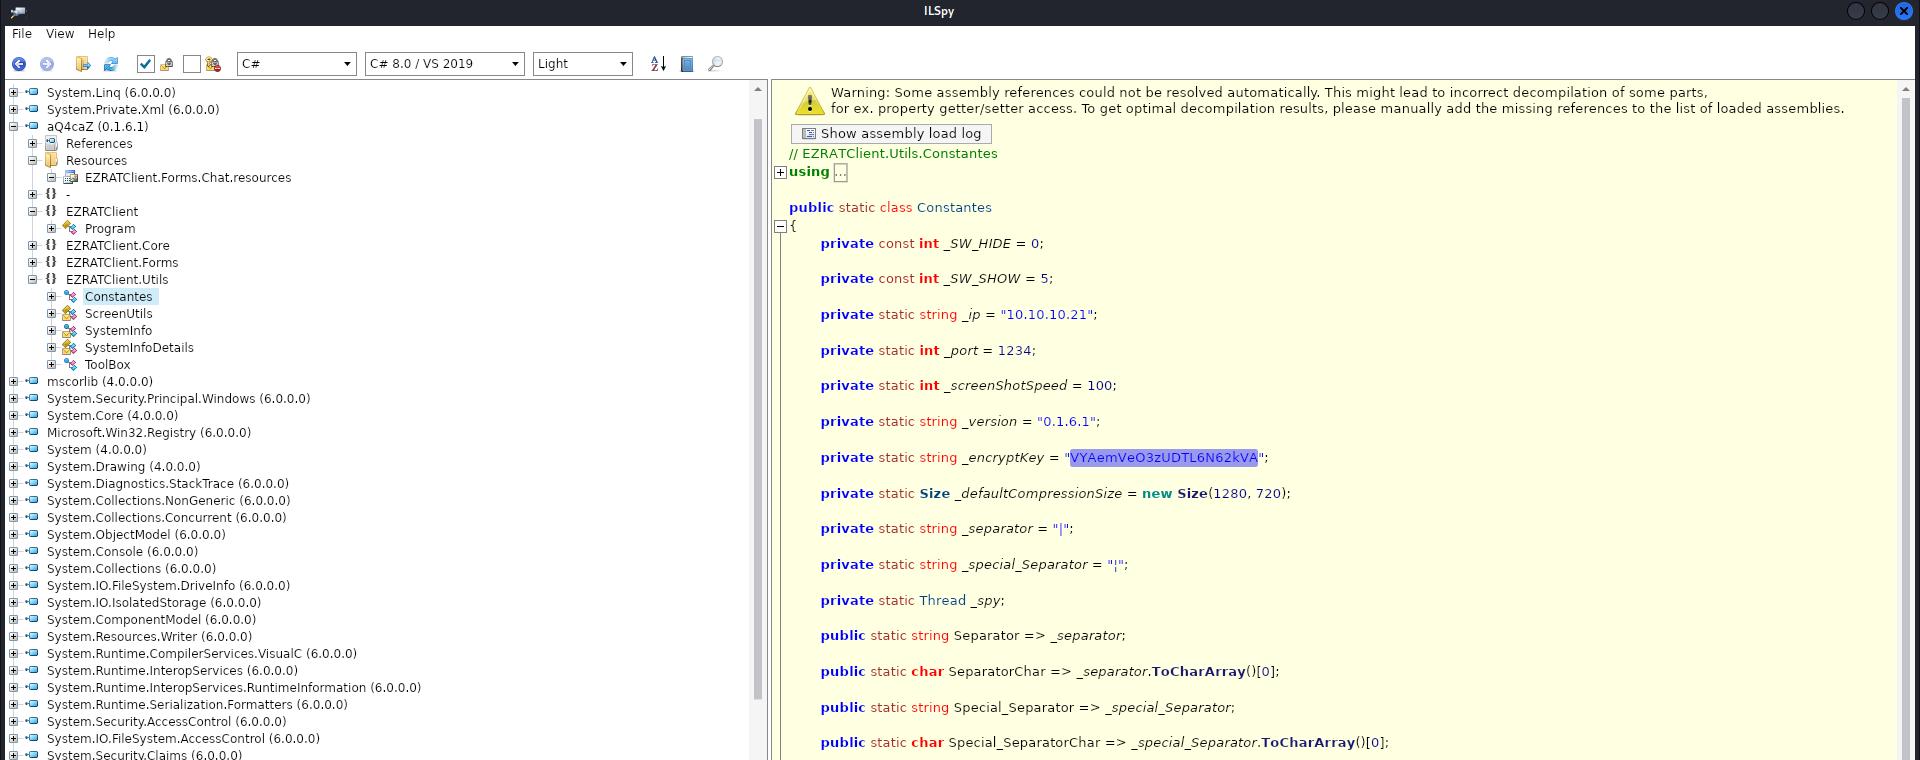 ILSpy
File View Help
C# C# 8.0 / VS 2019 Light
System.Linq (6.0.0.0)
System.Private.Xml (6.0.0.0)
aQ4caZ (0.1.6.1)
References
Resources
EZRATClient.Forms.Chat.resources
-
EZRATClient
Program
EZRATClient.Core
EZRATClient.Forms
EZRATClient.Utils
Constantes
ScreenUtils
SystemInfo
SystemInfoDetails
ToolBox
mscorlib (4.0.0.0)
System.Security.Principal.Windows (6.0.0.0)
System.Core (4.0.0.0)
Microsoft.Win32.Registry (6.0.0.0)
System (4.0.0.0)
System.Drawing (4.0.0.0)
System.Diagnostics.StackTrace (6.0.0.0)
System.Collections.NonGeneric (6.0.0.0)
System.Collections.Concurrent (6.0.0.0)
System.ObjectModel (6.0.0.0)
System.Console (6.0.0.0)
System.Collections (6.0.0.0)
System.IO.FileSystem.DriveInfo (6.0.0.0)
System.IO.IsolatedStorage (6.0.0.0)
System.ComponentModel (6.0.0.0)
System.Resources.Writer (6.0.0.0)
System.Runtime.CompilerServices.VisualC (6.0.0.0)
System.Runtime.InteropServices (6.0.0.0)
System.Runtime.InteropServices.RuntimeInformation (6.0.0.0)
System.Runtime.Serialization.Formatters (6.0.0.0)
System.Security.AccessControl (6.0.0.0)
System.IO.FileSystem.AccessControl (6.0.0.0)
System.Security.Claims (6.0.0.0)
Warning: Some assembly references could not be resolved automatically. This might lead to incorrect decompilation of some parts,
for ex. property getter/setter access. To get optimal decompilation results, please manually add the missing references to the list of loaded assemblies.
Show assembly load log
// EZRATClient.Utils.Constantes
using ...
public static class Constantes
{
private const int _SW_HIDE = 0;
private const int _SW_SHOW = 5;
private static string _ip = "10.10.10.21";
private static int _port = 1234;
private static int _screenShotSpeed = 100;
private static string _version = "0.1.6.1";
private static string _encryptKey = "VYAemVeO3zUDTL6N62kVA";
private static Size _defaultCompressionSize = new Size(1280, 720);
private static string _separator = "|";
private static string _special_Separator = "¦";
private static Thread _spy;
public static string Separator => _separator;
public static char SeparatorChar => _separator.ToCharArray()[0];
public static string Special_Separator => _special_Separator;
public static char Special_SeparatorChar => _special_Separator.ToCharArray()[0];